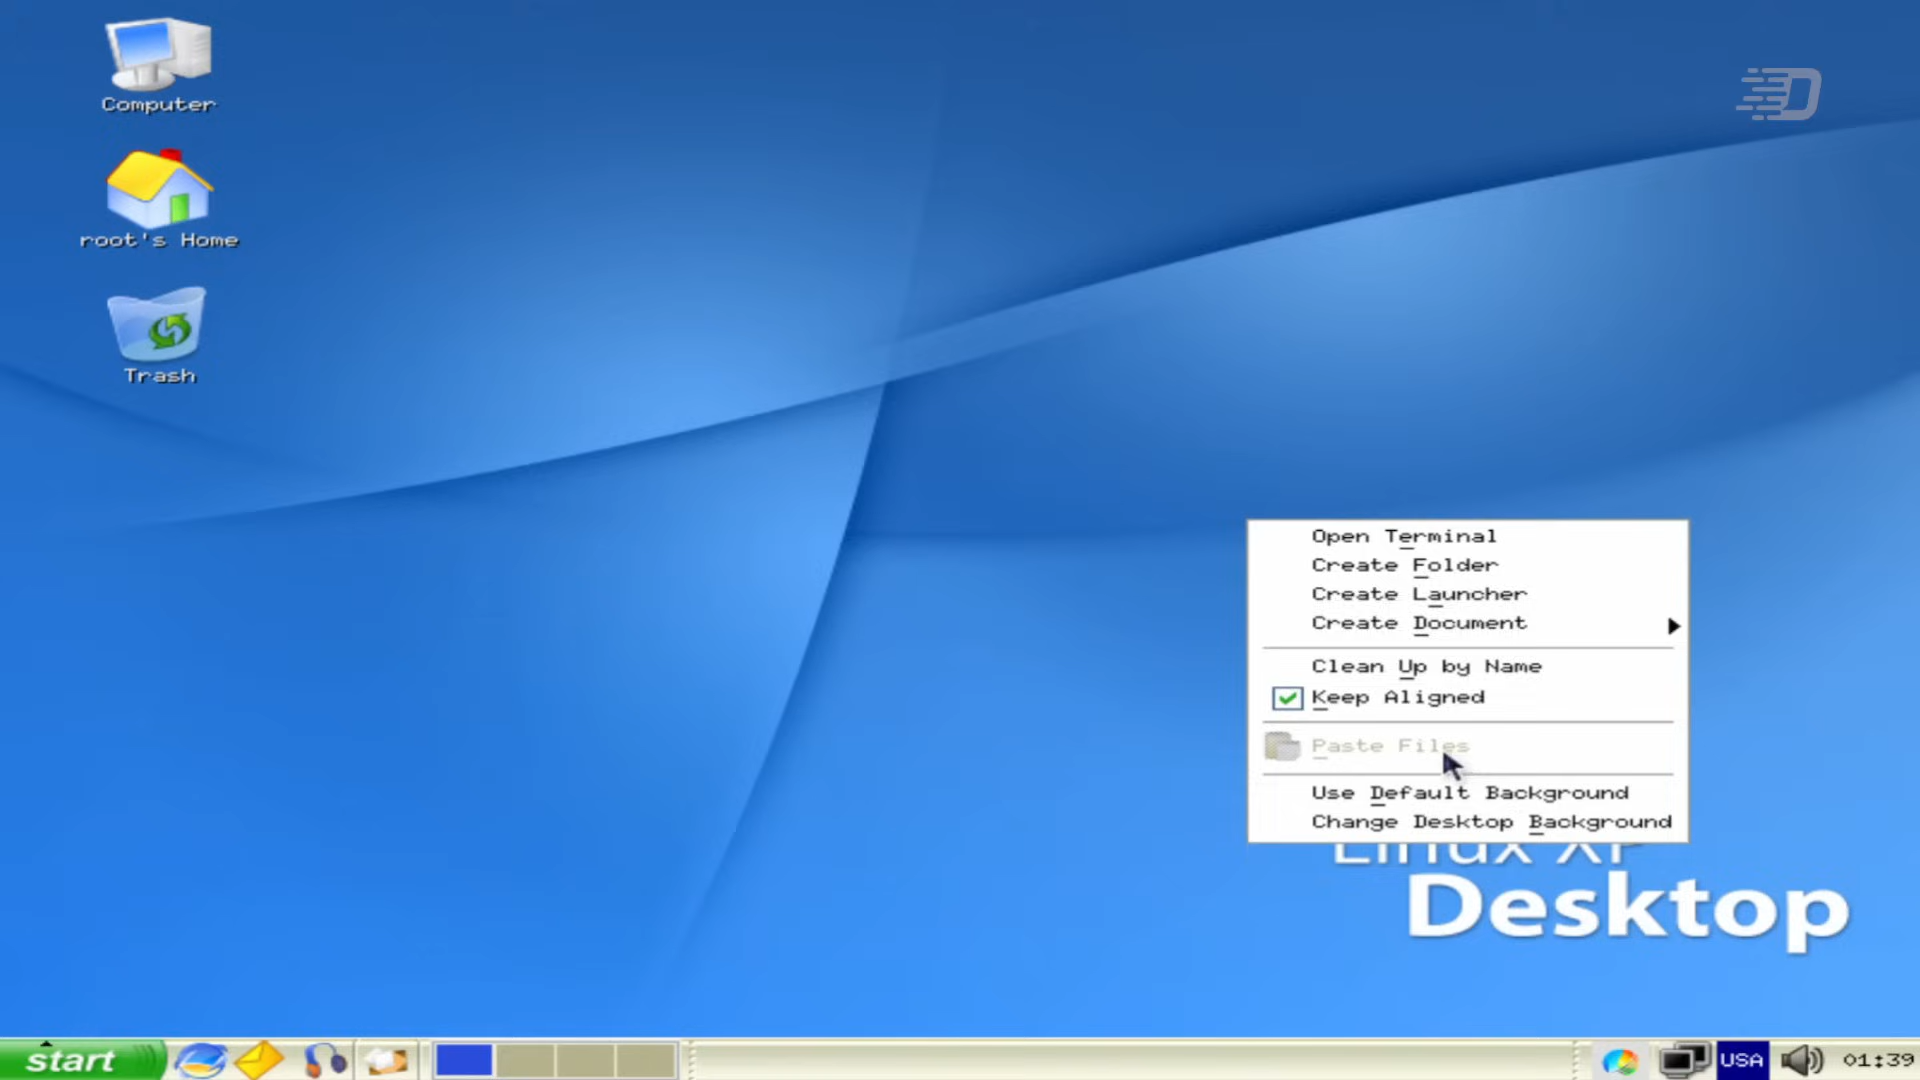 Computer
root's Home
Trash
Open Terminal
Create Folder
Create Launcher
Create Document
Clean Up by Name
Keep Aligned
Paste Files
Use Default Background
Change Desktop Background
Linux XP
Desktop
start
USA
01:39